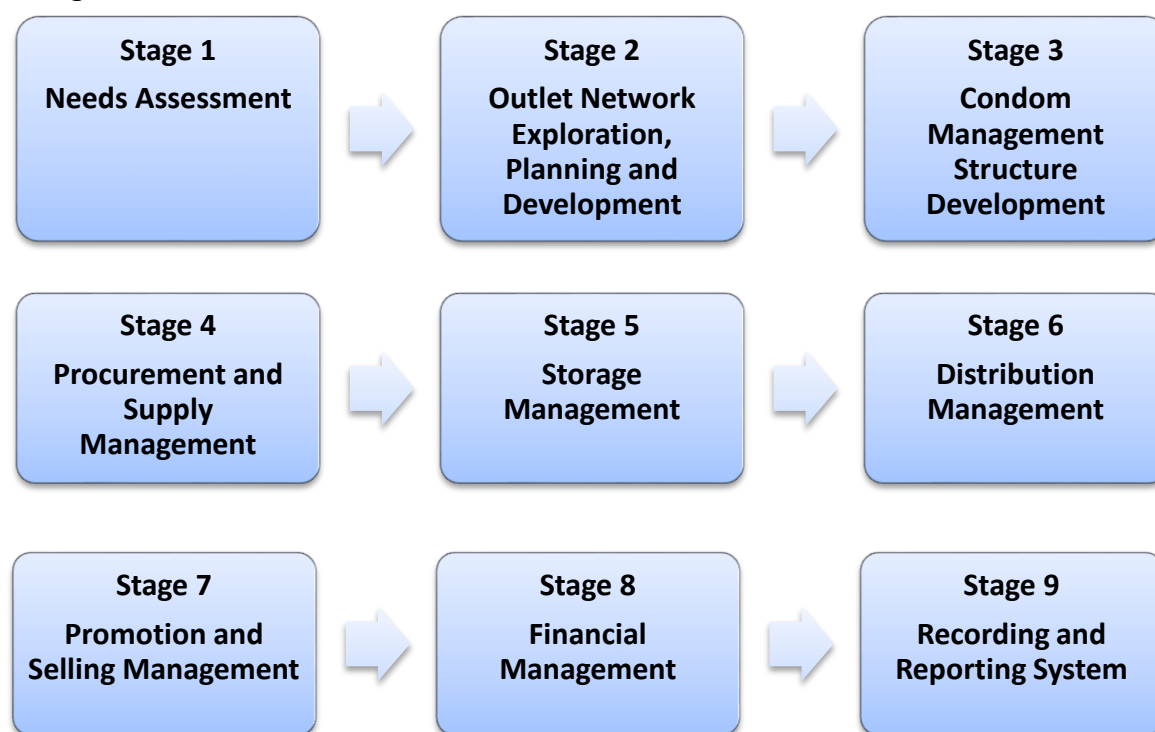 Stage 1
Needs Assessment
Stage 2
Outlet Network
Exploration,
Planning and
Development
Stage 3
Condom
Management
Structure
Development
Stage 4
Procurement and
Supply
Management
Stage 5
Storage
Management
Stage 6
Distribution
Management
Stage 7
Promotion and
Selling Management
Stage 8
Financial
Management
Stage 9
Recording and
Reporting System